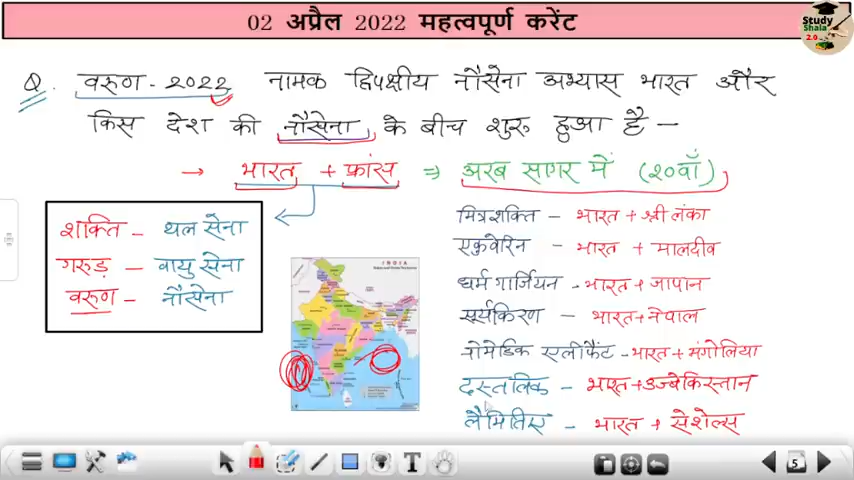 02 अप्रैल 2022 महत्वपूर्ण करेंट
Study
Shala
2.0
Q. वरुण - 2022 नामक द्विपक्षीय नौसेना अभ्यास भारत और
किस देश की नौसेना के बीच शुरू हुआ है -
→ भारत + फ्रांस ⇒ अरब सागर में (20वाँ)
शक्ति - थल सेना
गरुड़ - वायु सेना
वरुण - नौसेना
INDIA
मित्रशक्ति - भारत + श्रीलंका
एकुवेरिन - भारत + मालदीव
धर्म गार्जियन - भारत + जापान
सूर्यकिरण - भारत + नेपाल
नोमेडिक एलीफैंट - भारत + मंगोलिया
दस्तलिक - भारत + उज्बेकिस्तान
लैमितिए - भारत + सेशेल्स
T
5